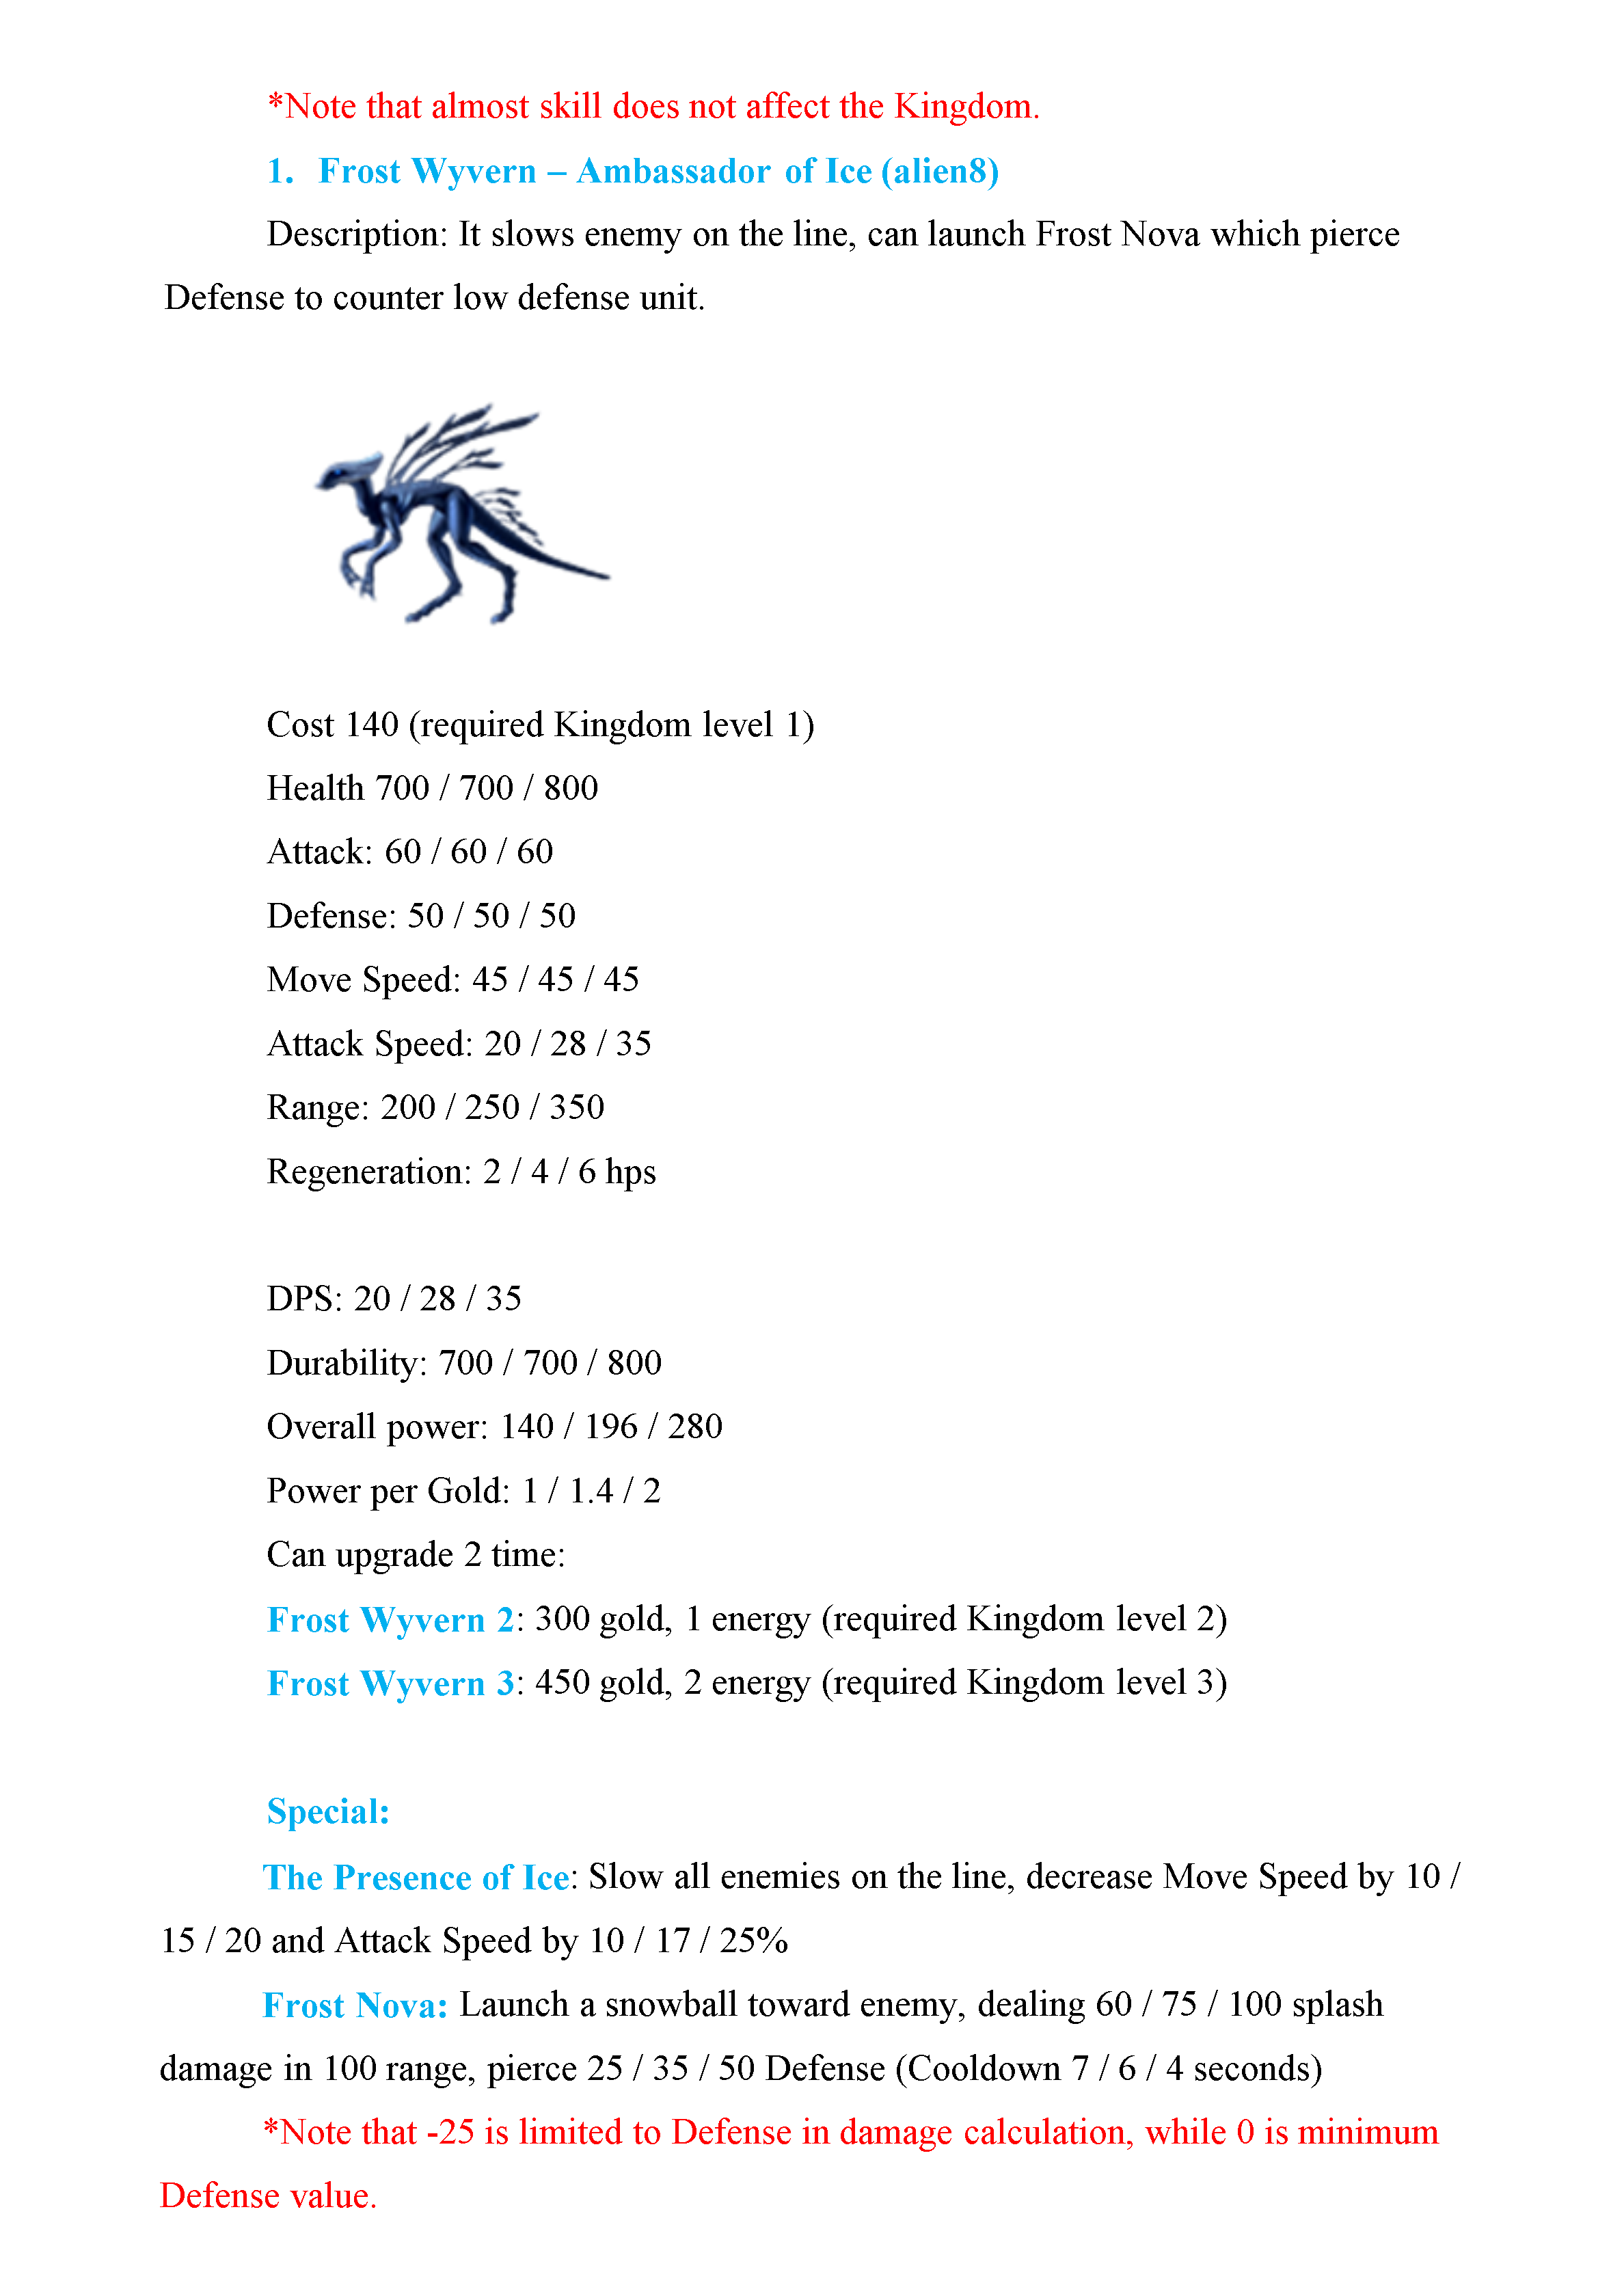 *Note that almost skill does not affect the Kingdom.
1. Frost Wyvern – Ambassador of Ice (alien8)
Description: It slows enemy on the line, can launch Frost Nova which pierce
Defense to counter low defense unit.
Cost 140 (required Kingdom level 1)
Health 700 / 700 / 800
Attack: 60 / 60 / 60
Defense: 50 / 50 / 50
Move Speed: 45 / 45 / 45
Attack Speed: 20 / 28 / 35
Range: 200 / 250 / 350
Regeneration: 2 / 4 / 6 hps
DPS: 20 / 28 / 35
Durability: 700 / 700 / 800
Overall power: 140 / 196 / 280
Power per Gold: 1 / 1.4 / 2
Can upgrade 2 time:
Frost Wyvern 2: 300 gold, 1 energy (required Kingdom level 2)
Frost Wyvern 3: 450 gold, 2 energy (required Kingdom level 3)
Special:
The Presence of Ice: Slow all enemies on the line, decrease Move Speed by 10 /
15 / 20 and Attack Speed by 10 / 17 / 25%
Frost Nova: Launch a snowball toward enemy, dealing 60 / 75 / 100 splash
damage in 100 range, pierce 25 / 35 / 50 Defense (Cooldown 7 / 6 / 4 seconds)
*Note that -25 is limited to Defense in damage calculation, while 0 is minimum
Defense value.